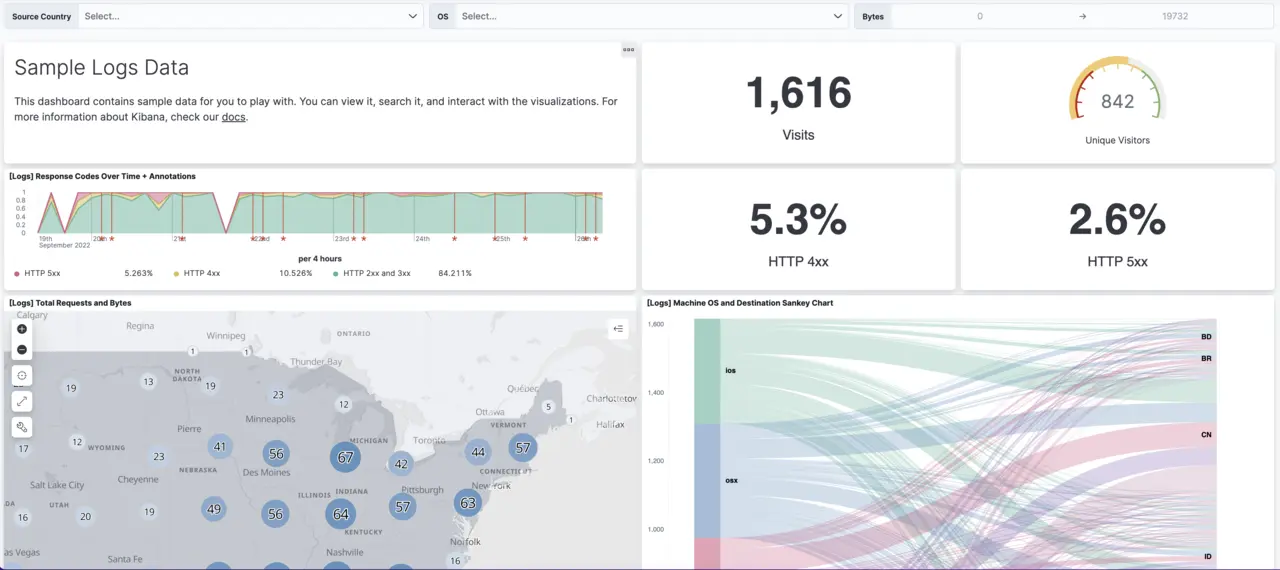 Source Country Select... OS Select... Bytes 0 → 19732
Sample Logs Data
This dashboard contains sample data for you to play with. You can view it, search it, and interact with the visualizations. For
more information about Kibana, check our docs.
1,616
Visits
842
Unique Visitors
[Logs] Response Codes Over Time + Annotations
1
0.8
0.6
0.4
0.2
0
19th 20th 21st 22nd 23rd 24th 25th 26th
September 2022
per 4 hours
HTTP 5xx 5.263% HTTP 4xx 10.526% HTTP 2xx and 3xx 84.211%
5.3%
HTTP 4xx
2.6%
HTTP 5xx
[Logs] Total Requests and Bytes
Calgary
Regina
Winnipeg
ONTARIO
1
1
Thunder Bay
NORTH
DAKOTA
19
13
19
23
12
Québec
5
Charlottetow
1
Halifax
Minneapolis
Ottawa
VERMONT
Pierre
Toronto
MICHIGAN
17
12
WYOMING
23
41
56
67
42
44
57
NEBRASKA
Des Moines
CONNECTICUT
Salt Lake City
Cheyenne
ILLINOIS
INDIANA
Pittsburgh
New York
UTAH
16
20
19
49
56
64
57
63
KENTUCKY
Norfolk
as Vegas
Santa Fe
Nashville
16
[Logs] Machine OS and Destination Sankey Chart
1,600
1,400
1,200
1,000
ios
osx
BD
BR
CN
ID